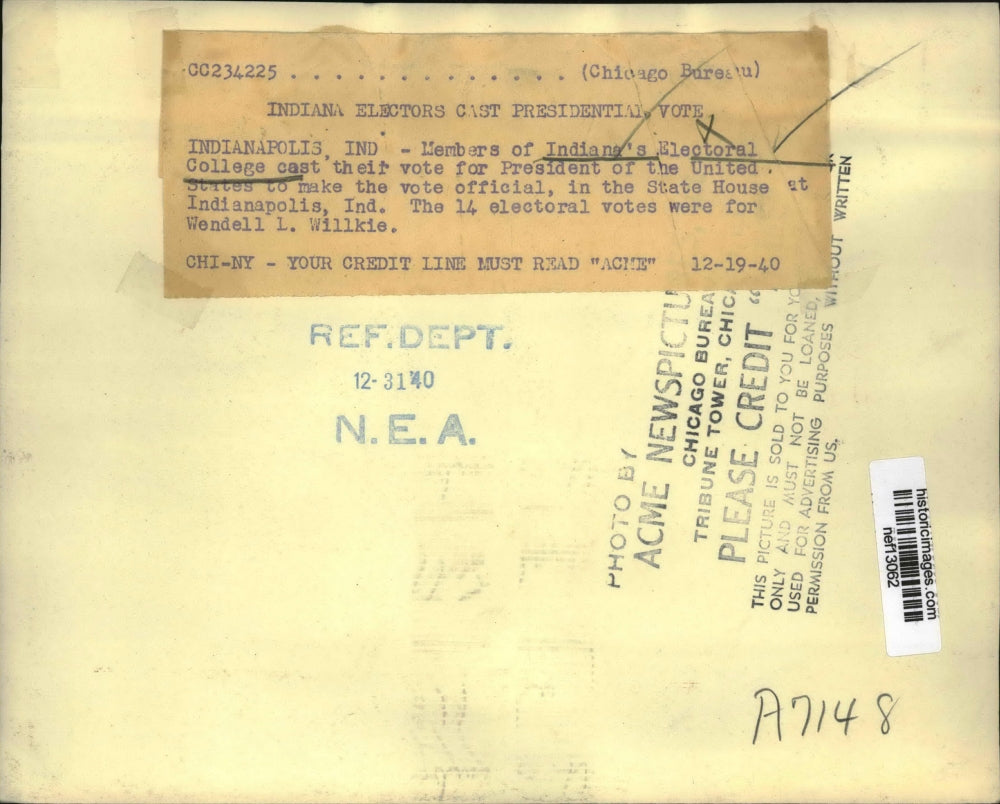 CC234225 . . . . . . . . . . . . . . (Chicago Bureau)
INDIANA ELECTORS CAST PRESIDENTIAL VOTE
INDIANAPOLIS, IND - Members of Indiana's Electoral
College cast their vote for President of the United
States to make the vote official, in the State House at
Indianapolis, Ind. The 14 electoral votes were for
Wendell L. Willkie.
CHI-NY - YOUR CREDIT LINE MUST READ "ACME" 12-19-40
REF. DEPT.
12-31'40
N. E. A.
PHOTO BY
ACME NEWSPICTU
CHICAGO BUREA
TRIBUNE TOWER, CHIC
PLEASE CREDIT "
THIS PICTURE IS SOLD TO YOU FOR YO
ONLY AND MUST NOT BE LOANED,
USED FOR ADVERTISING PURPOSES WITHOUT WRITTEN
PERMISSION FROM US.
historicimages.com
nef13062
A7148